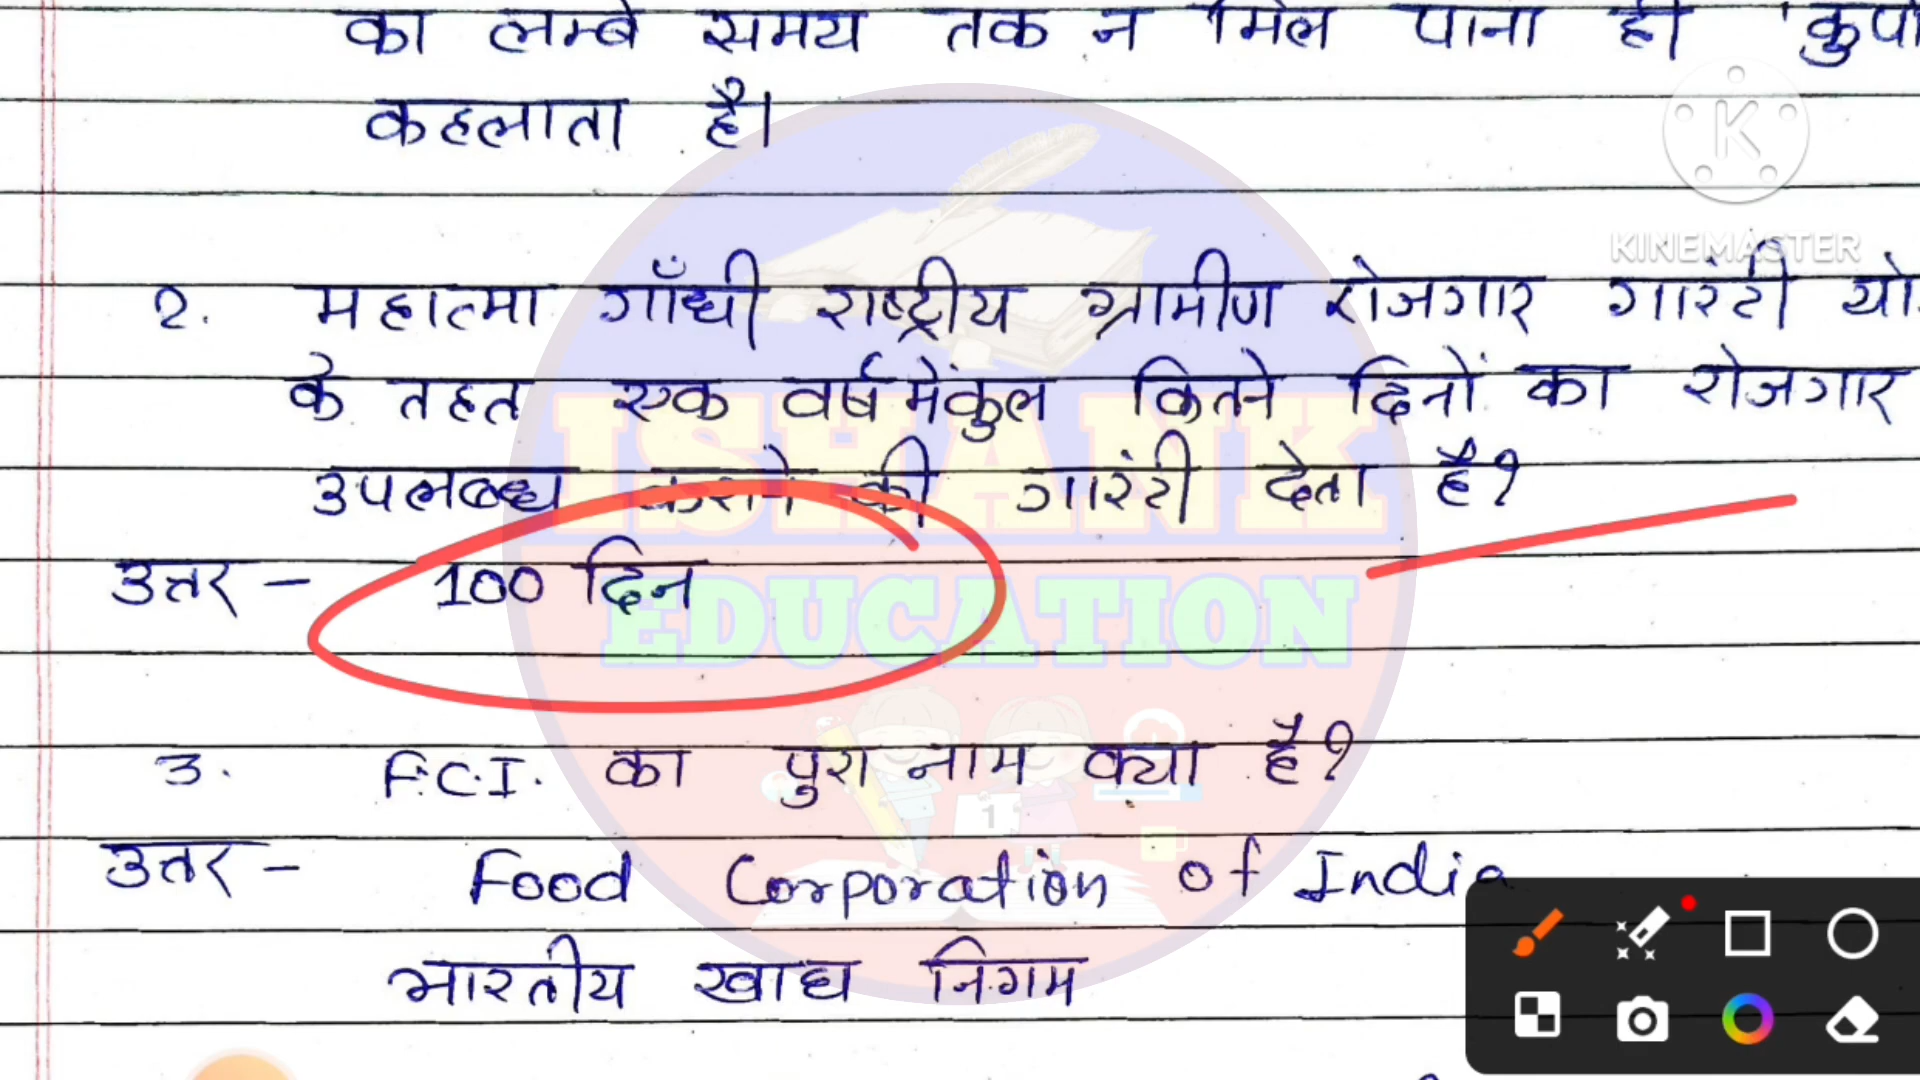 का लम्बे समय तक न मिल पाना ही
कहलाता है।
KINEMASTER
2. महात्मा गाँधी राष्ट्रीय ग्रामीण रोजगार गारंटी यो
के तहत एक वर्ष में कुल कितने दिनों का रोजगार
उपलब्ध कराने की गारंटी देता है?
ISHANK
उत्तर – 100 दिन
EDUCATION
3. F.C.I. का पुरा नाम क्या है?
1
उत्तर – Food Corporation of India
भारतीय खाद्य निगम